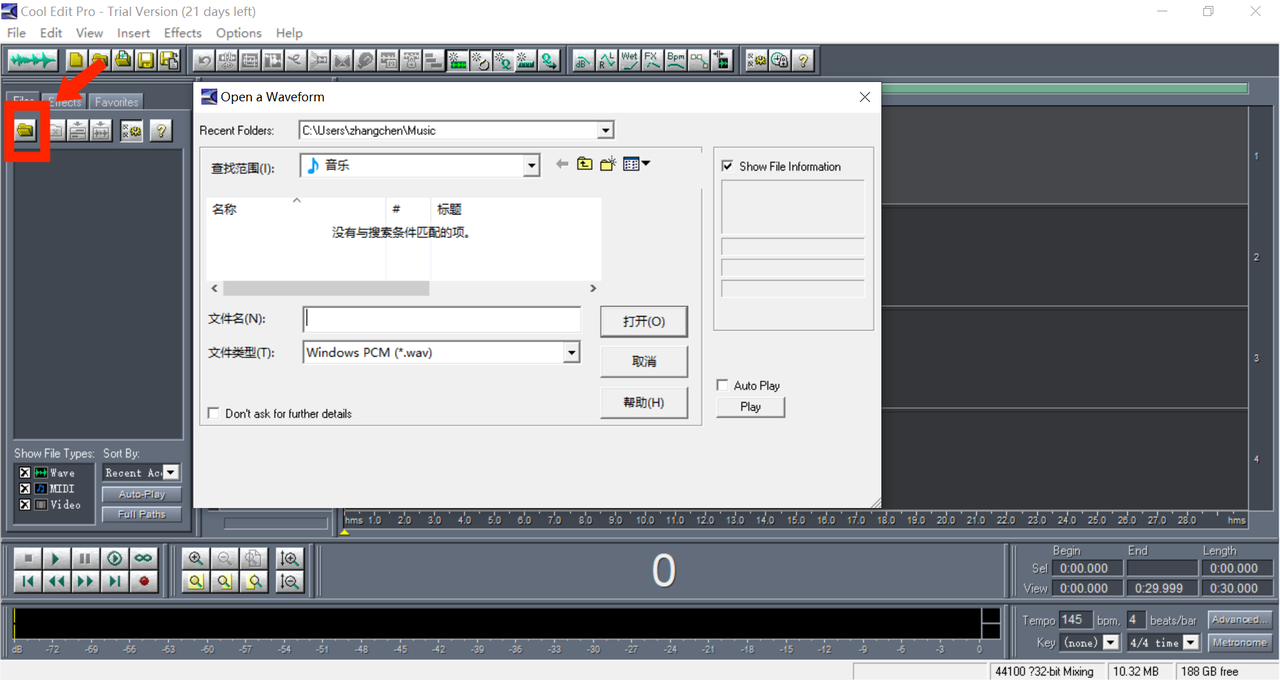 Cool Edit Pro - Trial Version (21 days left)
File Edit View Insert Effects Options Help
Wet FX Bpm
dB
Effects Favorites
Open a Waveform
Recent Folders: C:\Users\zhangchen\Music
查找范围(I): 音乐
名称 # 标题
没有与搜索条件匹配的项。
文件名(N):
打开(O)
文件类型(T): Windows PCM (*.wav)
取消
帮助(H)
Don't ask for further details
Show File Information
Auto Play
Play
1
2
3
4
Show File Types: Sort By:
Wave Recent Ac
MIDI Auto-Play
Video Full Paths
hms 1.0 2.0 3.0 4.0 5.0 6.0 7.0 8.0 9.0 10.0 11.0 12.0 13.0 14.0 15.0 16.0 17.0 18.0 19.0 20.0 21.0 22.0 23.0 24.0 25.0 26.0 27.0 28.0 hms
0
Begin End Length
Sel 0:00.000 0:00.000
View 0:00.000 0:29.999 0:30.000
dB -72 -69 -66 -63 -60 -57 -54 -51 -48 -45 -42 -39 -36 -33 -30 -27 -24 -21 -18 -15 -12 -9 -6 -3 0
Tempo 145 bpm, 4 beats/bar Advanced...
Key (none) 4/4 time Metronome
44100 ?32-bit Mixing 10.32 MB 188 GB free